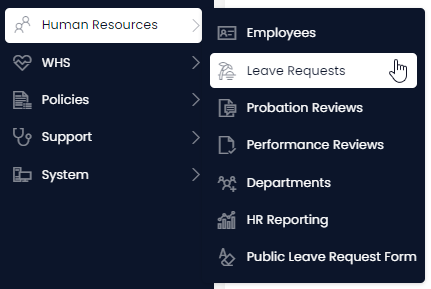 Human Resources
WHS
Policies
Support
System
Employees
Leave Requests
Probation Reviews
Performance Reviews
Departments
HR Reporting
Public Leave Request Form